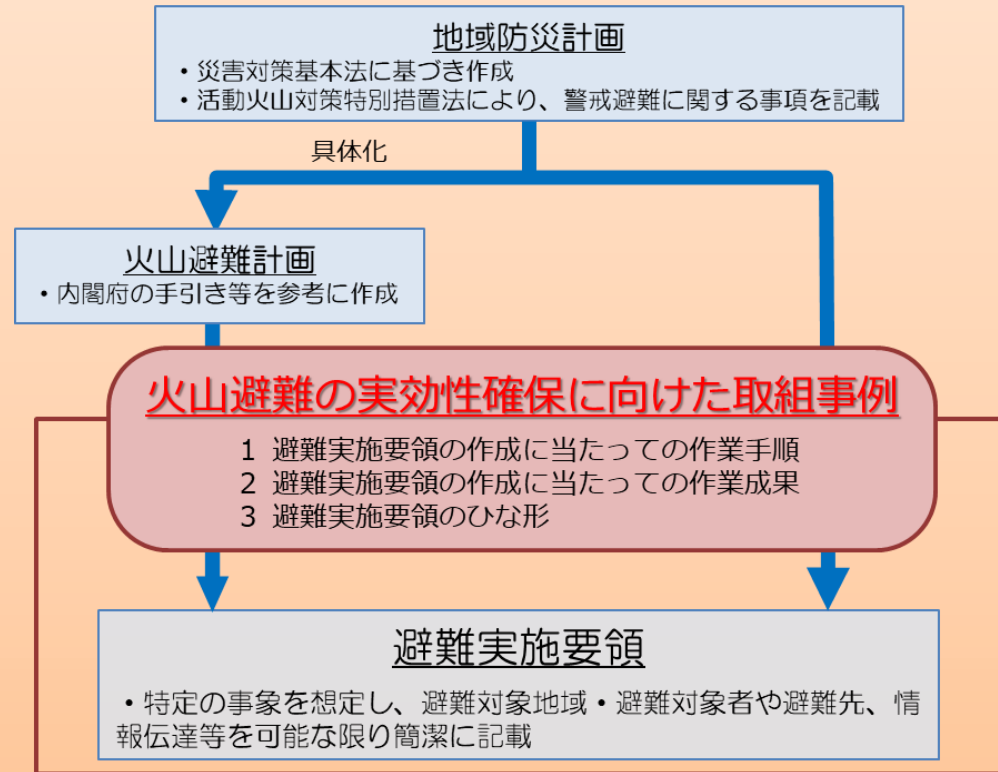 地域防災計画
・災害対策基本法に基づき作成
・活動火山対策特別措置法により、警戒避難に関する事項を記載
具体化
火山避難計画
・内閣府の手引き等を参考に作成
火山避難の実効性確保に向けた取組事例
1 避難実施要領の作成に当たっての作業手順
2 避難実施要領の作成に当たっての作業成果
3 避難実施要領のひな形
避難実施要領
・特定の事象を想定し、避難対象地域・避難対象者や避難先、情
報伝達等を可能な限り簡潔に記載